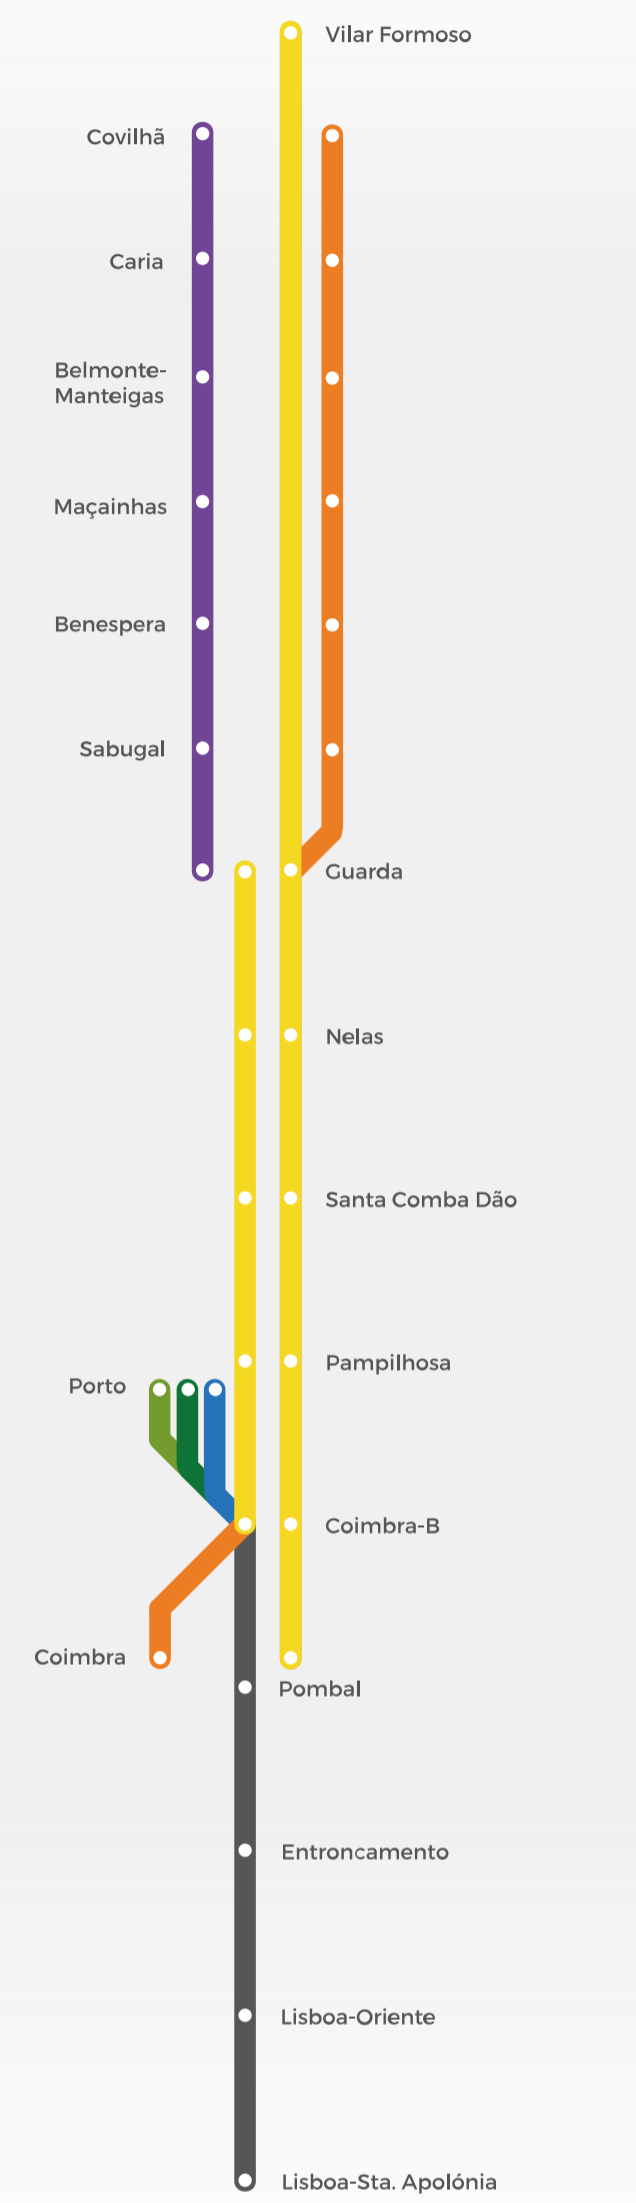 Vilar Formoso
Covilhã
Caria
Belmonte-
Manteigas
Maçainhas
Benespera
Sabugal
Guarda
Nelas
Santa Comba Dão
Pampilhosa
Porto
Coimbra-B
Coimbra
Pombal
Entroncamento
Lisboa-Oriente
Lisboa-Sta. Apolónia